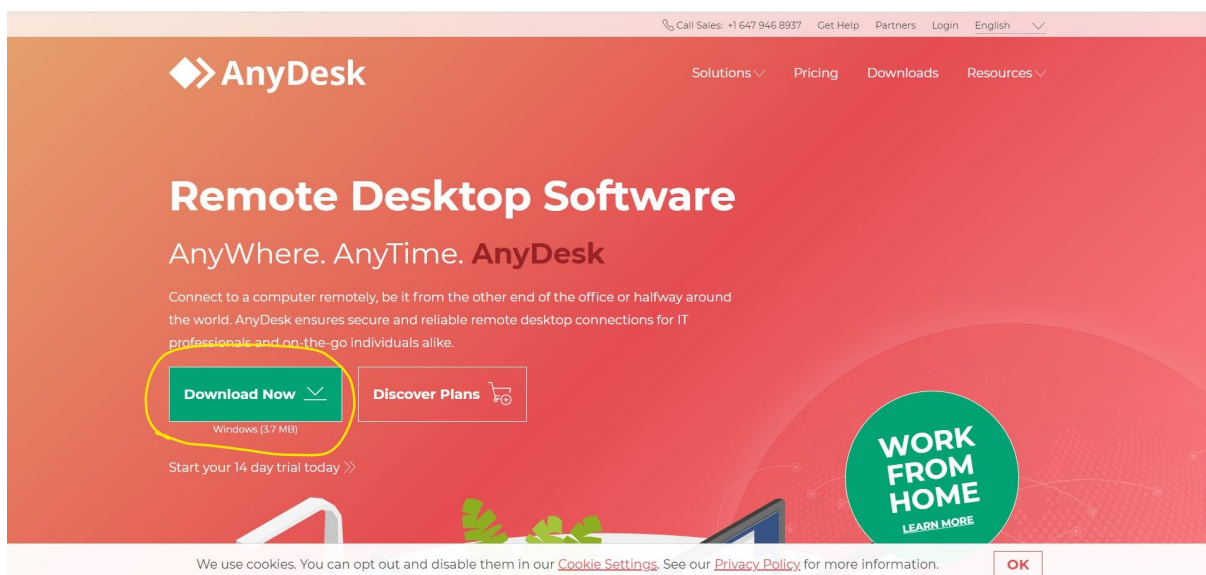 Call Sales: +1 647 946 8937 Get Help Partners Login English
AnyDesk Solutions Pricing Downloads Resources
Remote Desktop Software
AnyWhere. AnyTime. AnyDesk
Connect to a computer remotely, be it from the other end of the office or halfway around
the world. AnyDesk ensures secure and reliable remote desktop connections for IT
professionals and on-the-go individuals alike.
Download Now Discover Plans
Windows (3.7 MB)
Start your 14 day trial today
WORK
FROM
HOME
LEARN MORE
We use cookies. You can opt out and disable them in our Cookie Settings. See our Privacy Policy for more information. OK